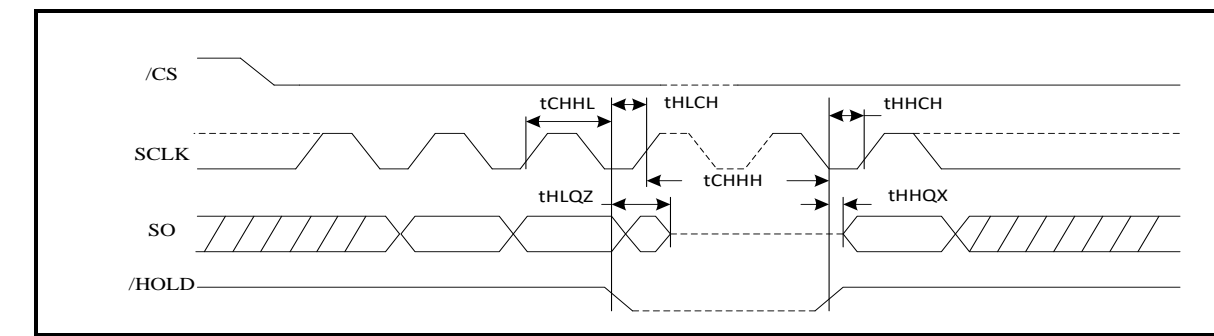 /CS
tCHHL
tHLCH
tHHCH
SCLK
tCHHH
tHLQZ
tHHQX
SO
/HOLD